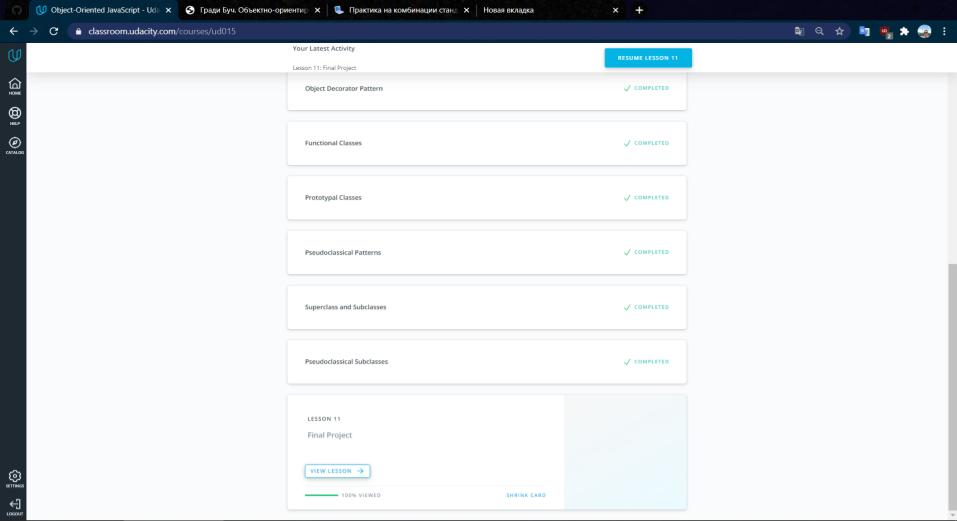 Object-Oriented JavaScript - Uda
Гради Буч. Объектно-ориентир
Практика на комбинации станд
Новая вкладка
classroom.udacity.com/courses/ud015
2
HOME
HELP
CATALOG
SETTINGS
LOGOUT
Your Latest Activity
Lesson 11: Final Project
RESUME LESSON 11
Object Decorator Pattern
COMPLETED
Functional Classes
COMPLETED
Prototypal Classes
COMPLETED
Pseudoclassical Patterns
COMPLETED
Superclass and Subclasses
COMPLETED
Pseudoclassical Subclasses
COMPLETED
LESSON 11
Final Project
VIEW LESSON
100% VIEWED
SHRINK CARD